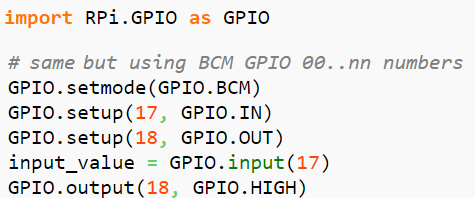 import RPi.GPIO as GPIO
# same but using BCM GPIO 00..nn numbers
GPIO.setmode(GPIO.BCM)
GPIO.setup(17, GPIO.IN)
GPIO.setup(18, GPIO.OUT)
input_value = GPIO.input(17)
GPIO.output(18, GPIO.HIGH)